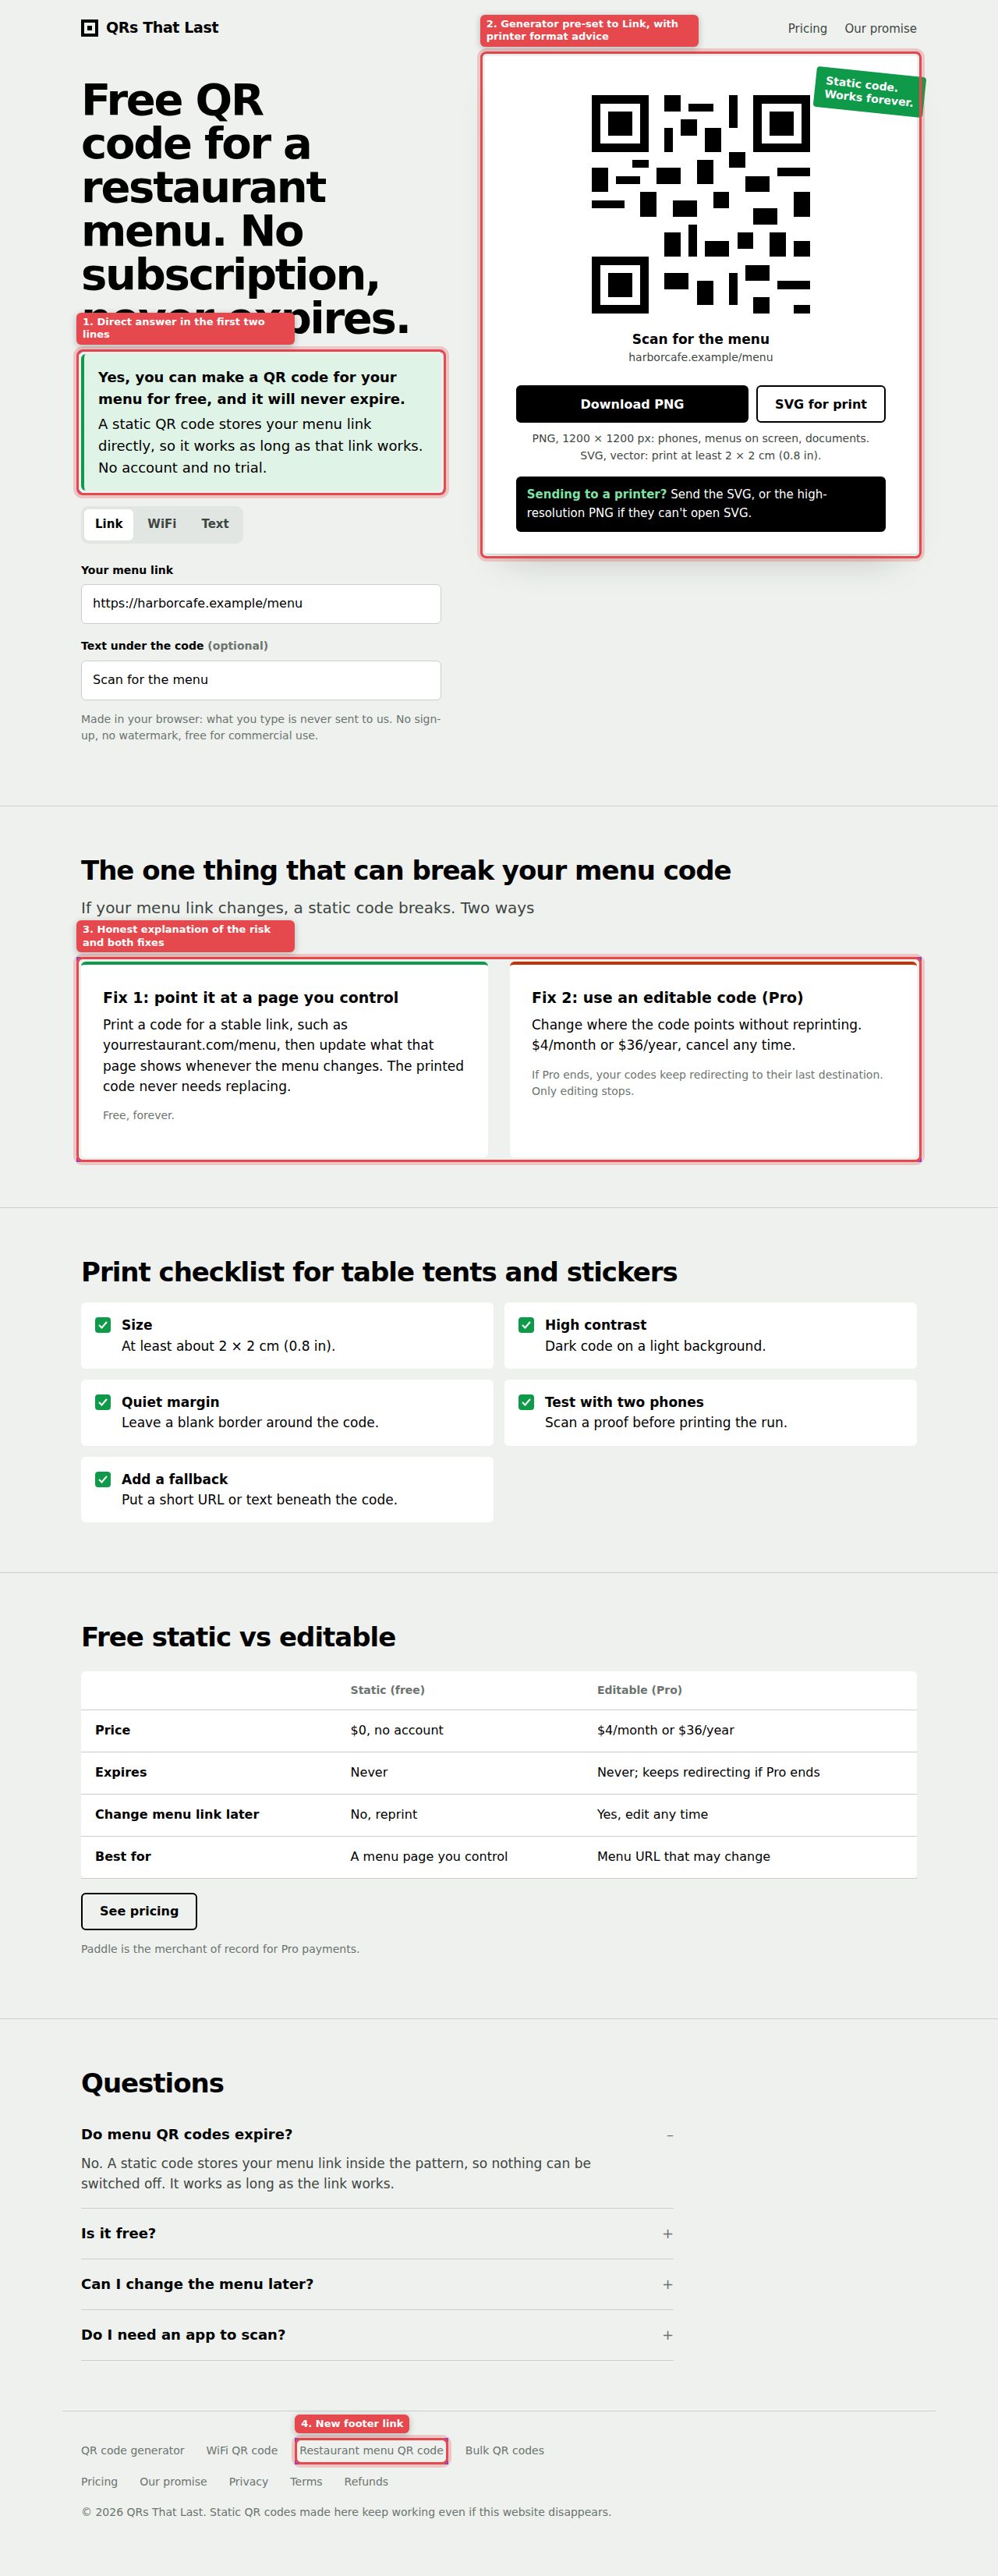 QRs That Last
2. Generator pre-set to Link, with
printer format advice
Pricing
Our promise
Free QR
code for a
restaurant
menu. No
subscription,
never expires.
1. Direct answer in the first two
lines
Yes, you can make a QR code for your
menu for free, and it will never expire.
A static QR code stores your menu link
directly, so it works as long as that link works.
No account and no trial.
Link
WiFi
Text
Your menu link
https://harborcafe.example/menu
Text under the code (optional)
Scan for the menu
Made in your browser: what you type is never sent to us. No sign-
up, no watermark, free for commercial use.
Static code.
Works forever.
Scan for the menu
harborcafe.example/menu
Download PNG
SVG for print
PNG, 1200 × 1200 px: phones, menus on screen, documents.
SVG, vector: print at least 2 × 2 cm (0.8 in).
Sending to a printer? Send the SVG, or the high-
resolution PNG if they can't open SVG.
The one thing that can break your menu code
If your menu link changes, a static code breaks. Two ways
3. Honest explanation of the risk
and both fixes
Fix 1: point it at a page you control
Print a code for a stable link, such as
yourrestaurant.com/menu, then update what that
page shows whenever the menu changes. The printed
code never needs replacing.
Free, forever.
Fix 2: use an editable code (Pro)
Change where the code points without reprinting.
$4/month or $36/year, cancel any time.
If Pro ends, your codes keep redirecting to their last destination.
Only editing stops.
Print checklist for table tents and stickers
Size
At least about 2 × 2 cm (0.8 in).
High contrast
Dark code on a light background.
Quiet margin
Leave a blank border around the code.
Test with two phones
Scan a proof before printing the run.
Add a fallback
Put a short URL or text beneath the code.
Free static vs editable
Static (free)
Editable (Pro)
Price
$0, no account
$4/month or $36/year
Expires
Never
Never; keeps redirecting if Pro ends
Change menu link later
No, reprint
Yes, edit any time
Best for
A menu page you control
Menu URL that may change
See pricing
Paddle is the merchant of record for Pro payments.
Questions
Do menu QR codes expire? –
No. A static code stores your menu link inside the pattern, so nothing can be
switched off. It works as long as the link works.
Is it free? +
Can I change the menu later? +
Do I need an app to scan? +
4. New footer link
QR code generator
WiFi QR code
Restaurant menu QR code
Bulk QR codes
Pricing
Our promise
Privacy
Terms
Refunds
© 2026 QRs That Last. Static QR codes made here keep working even if this website disappears.